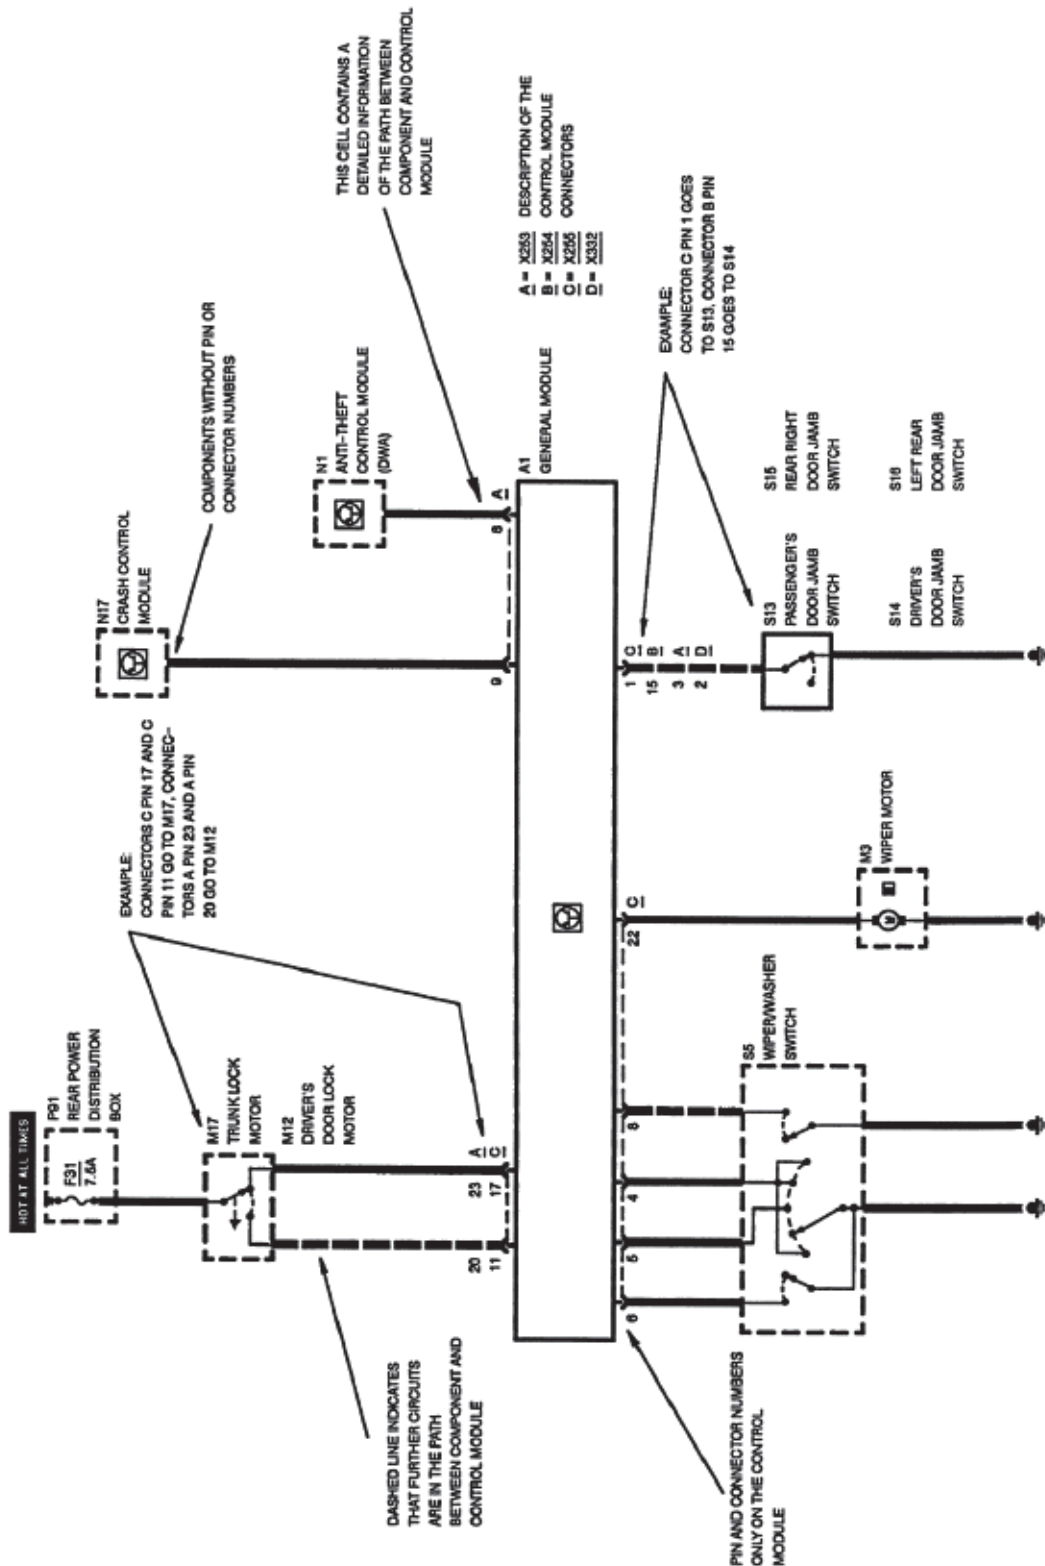 HOT AT ALL TIMES
P91
REAR POWER
DISTRIBUTION
BOX
F31
7.5A
EXAMPLE:
CONNECTORS C PIN 17 AND C
PIN 11 GO TO M17, CONNEC-
TORS A PIN 23 AND A PIN
20 GO TO M12
N17
CRASH CONTROL
MODULE
COMPONENTS WITHOUT PIN OR
CONNECTOR NUMBERS
THIS CELL CONTAINS A
DETAILED INFORMATION
OF THE PATH BETWEEN
COMPONENT AND CONTROL
MODULE
M17
TRUNK LOCK
MOTOR
M12
DRIVER'S
DOOR LOCK
MOTOR
N1
ANTI-THEFT
CONTROL MODULE
(DWA)
DASHED LINE INDICATES
THAT FURTHER CIRCUITS
ARE IN THE PATH
BETWEEN COMPONENT AND
CONTROL MODULE
20
11
23 A
17 C
9
8 A
A1
GENERAL MODULE
A = X253 DESCRIPTION OF THE
B = X254 CONTROL MODULE
C = X255 CONNECTORS
D = X332
6
5
4
8
22 C
1 C
15 B
3 A
2 D
EXAMPLE:
CONNECTOR C PIN 1 GOES
TO S13, CONNECTOR B PIN
15 GOES TO S14
PIN AND CONNECTOR NUMBERS
ONLY ON THE CONTROL
MODULE
S5
WIPER/WASHER
SWITCH
M3
WIPER MOTOR
M
S13
PASSENGER'S
DOOR JAMB
SWITCH
S15
REAR RIGHT
DOOR JAMB
SWITCH
S14
DRIVER'S
DOOR JAMB
SWITCH
S16
LEFT REAR
DOOR JAMB
SWITCH